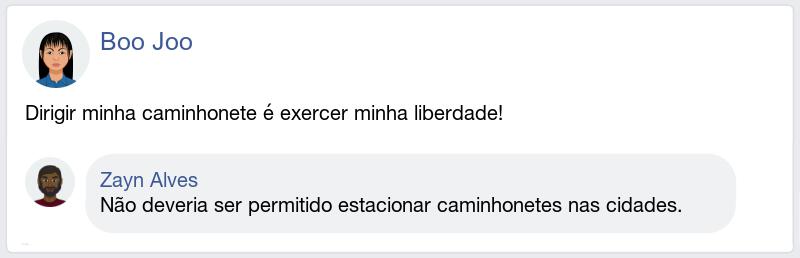 Boo Joo
Dirigir minha caminhonete é exercer minha liberdade!
Zayn Alves
Não deveria ser permitido estacionar caminhonetes nas cidades.